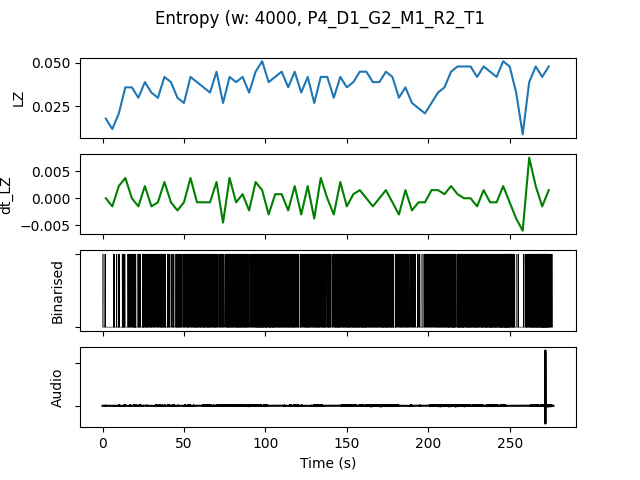 Entropy (w: 4000, P4_D1_G2_M1_R2_T1
0.050
0.025
LZ
0.005
0.000
−0.005
dt_LZ
Binarised
Audio
0 50 100 150 200 250
Time (s)